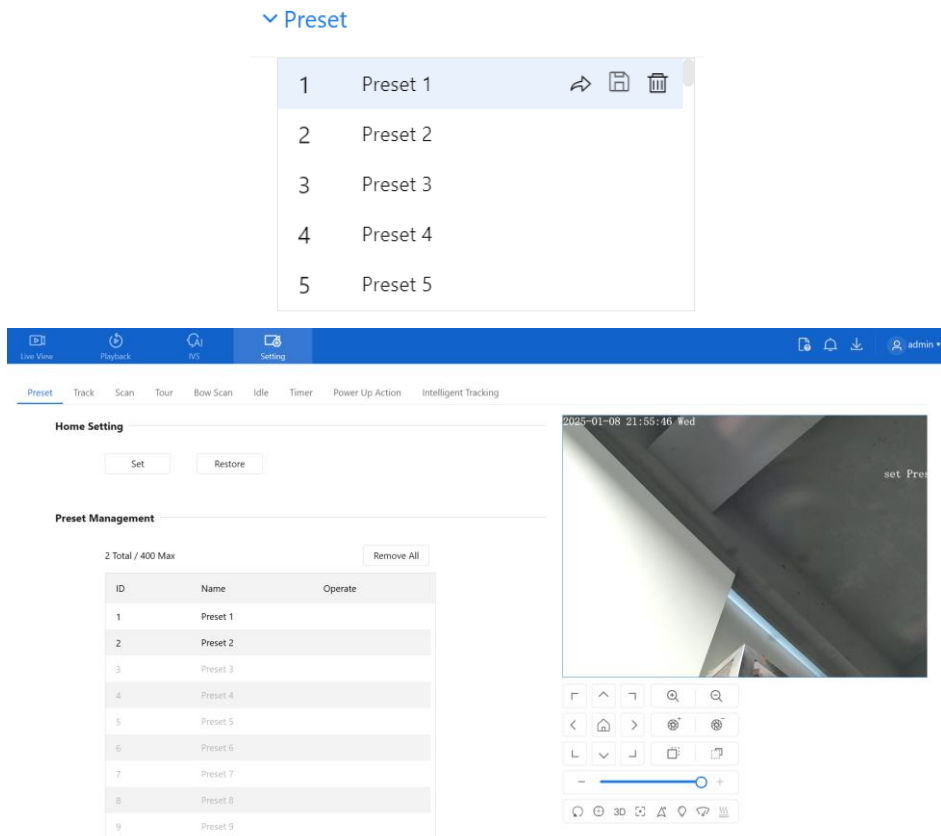 Preset
1 Preset 1
2 Preset 2
3 Preset 3
4 Preset 4
5 Preset 5
Live View Playback IVS Setting admin
AI
Preset Track Scan Tour Bow Scan Idle Timer Power Up Action Intelligent Tracking
Home Setting
2025-01-08 21:55:46 Wed
Set Restore
set Pres
Preset Management
2 Total / 400 Max Remove All
ID Name Operate
1 Preset 1
2 Preset 2
3 Preset 3
4 Preset 4
5 Preset 5
6 Preset 6
7 Preset 7
8 Preset 8
9 Preset 9
3D